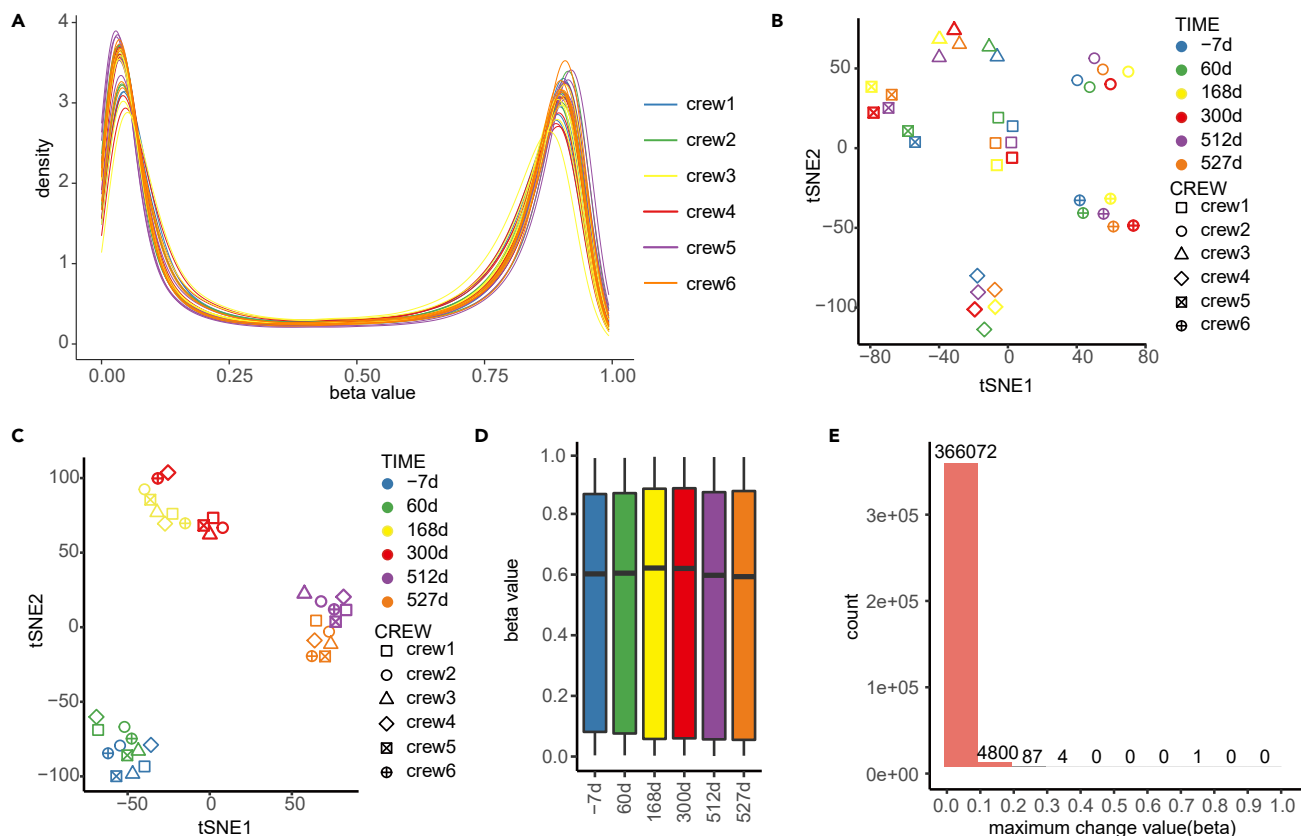 A
4
3
2
1
0
density
0.00
0.25
0.50
0.75
1.00
beta value
crew1
crew2
crew3
crew4
crew5
crew6
B
50
0
−50
−100
tSNE2
−80
−40
0
40
80
tSNE1
TIME
−7d
60d
168d
300d
512d
527d
CREW
crew1
crew2
crew3
crew4
crew5
crew6
C
100
50
0
−50
−100
tSNE2
−50
0
50
tSNE1
TIME
−7d
60d
168d
300d
512d
527d
CREW
crew1
crew2
crew3
crew4
crew5
crew6
D
1.0
0.8
0.6
0.4
0.2
0.0
beta value
−7d
60d
168d
300d
512d
527d
E
366072
4800 87 4 0 0 0 1 0 0
3e+05
2e+05
1e+05
0e+00
count
0.0 0.1 0.2 0.3 0.4 0.5 0.6 0.7 0.8 0.9 1.0
maximum change value(beta)